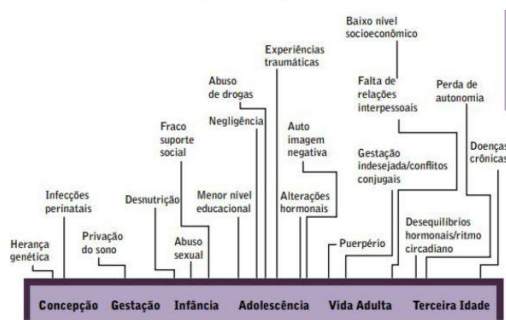 Baixo nível
socioeconômico
Experiências
traumáticas
Abuso
de drogas
Falta de
relações
interpessoais
Perda de
autonomia
Negligência
Fraco
suporte
social
Auto
imagem
negativa
Doenças
crônicas
Gestação
indesejada/conflitos
conjugais
Infecções
perinatais
Desnutrição
Menor nível
educacional
Alterações
hormonais
Desequilíbrios
hormonais/ritmo
circadiano
Herança
genética
Privação
do sono
Abuso
sexual
Puerpério
Concepção Gestação Infância Adolescência Vida Adulta Terceira Idade